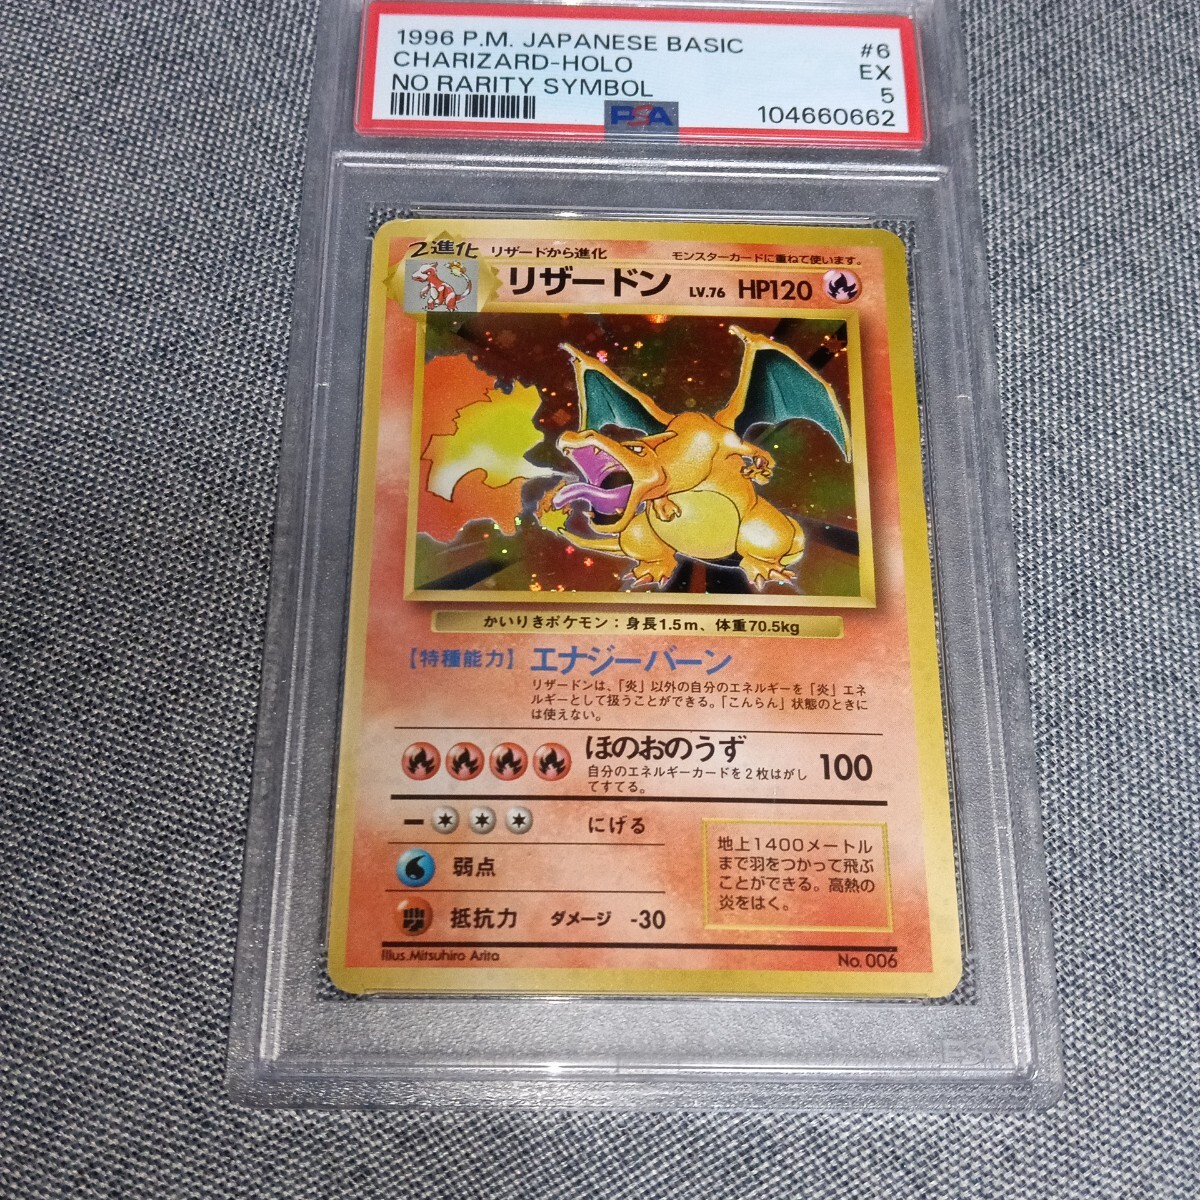 1996 P.M. JAPANESE BASIC #6
CHARIZARD-HOLO EX
NO RARITY SYMBOL 5
PSA 104660662
2進化 リザードから進化 モンスターカードに重ねて使います。
リザードン LV.76 HP120
かいりきポケモン：身長1.5m、体重70.5kg
【特種能力】 エナジーバーン
リザードンは、「炎」以外の自分のエネルギーを「炎」エネ
ルギーとして扱うことができる。「こんらん」状態のときに
は使えない。
ほのおのうず 100
自分のエネルギーカードを2枚はがし
てすてる。
ー にげる
弱点
抵抗力 ダメージ -30
地上1400メートル
まで羽をつかって飛ぶ
ことができる。高熱の
炎をはく。
Illus.Mitsuhiro Arita No. 006